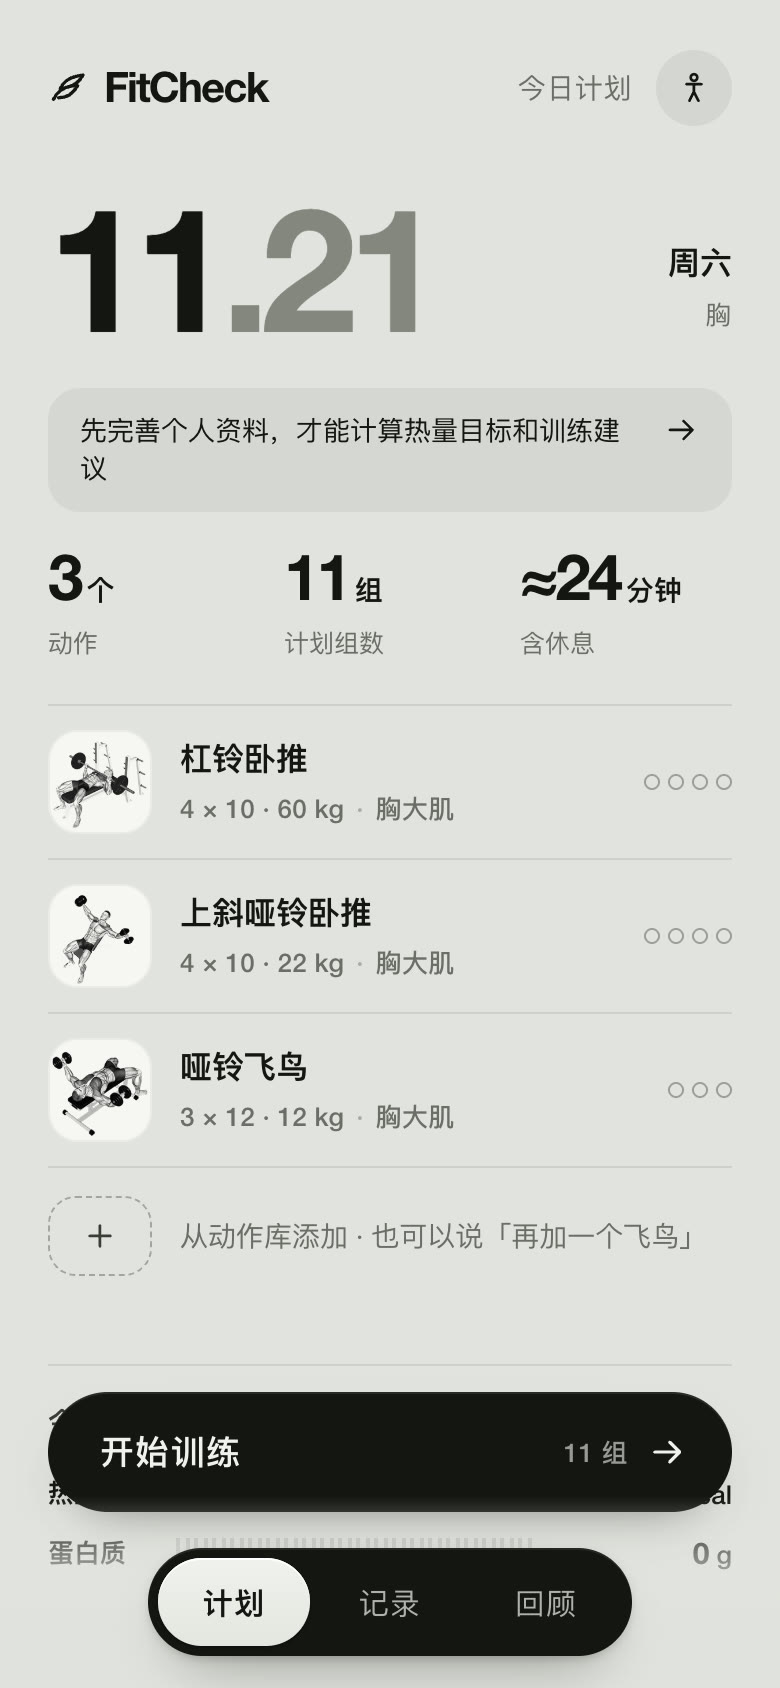 FitCheck
今日计划
11.21
周六
胸
先完善个人资料，才能计算热量目标和训练建
议
3个
动作
11组
计划组数
≈24分钟
含休息
杠铃卧推
4 × 10 · 60 kg · 胸大肌
上斜哑铃卧推
4 × 10 · 22 kg · 胸大肌
哑铃飞鸟
3 × 12 · 12 kg · 胸大肌
从动作库添加 · 也可以说「再加一个飞鸟」
开始训练
11 组
蛋白质
0 g
计划
记录
回顾